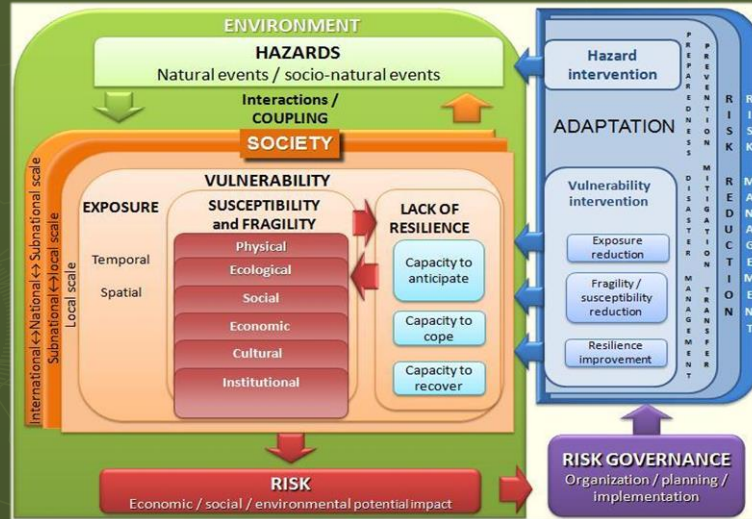 ENVIRONMENT
HAZARDS
Natural events / socio-natural events
Interactions /
COUPLING
SOCIETY
VULNERABILITY
EXPOSURE
Temporal
Spatial
SUSCEPTIBILITY
and FRAGILITY
Physical
Ecological
Social
Economic
Cultural
Institutional
LACK OF
RESILIENCE
Capacity to
anticipate
Capacity to
cope
Capacity to
recover
International↔National↔Subnational scale
Subnational↔local scale
Local scale
RISK
Economic / social / environmental potential impact
Hazard
intervention
ADAPTATION
Vulnerability
intervention
Exposure
reduction
Fragility /
susceptibility
reduction
Resilience
improvement
PREPAREDNESS DISASTER MANAGEMENT
PREVENTION MITIGATION TRANSFER
RISK REDUCTION
RISK MANAGEMENT
RISK GOVERNANCE
Organization / planning /
implementation